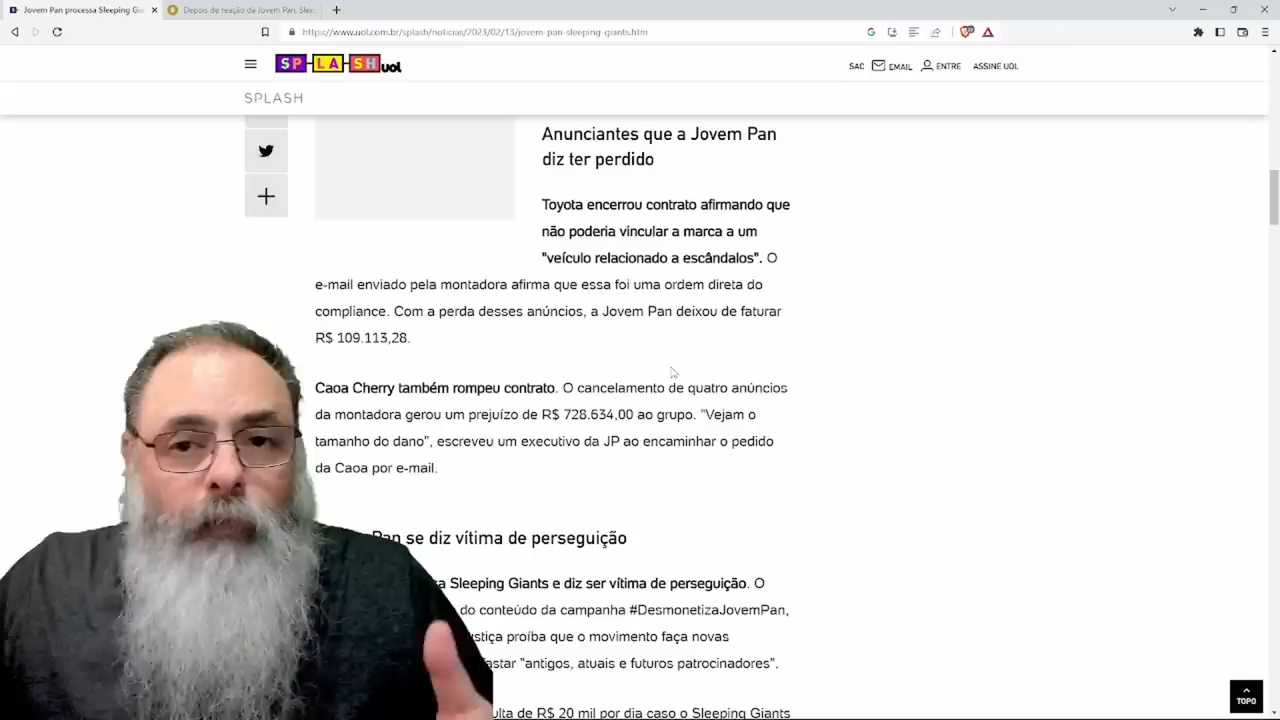 Jovem Pan processa Sleeping Gia
Depois de reação da Jovem Pan, Slee
https://www.uol.com.br/splash/noticias/2023/02/13/jovem-pan-sleeping-giants.htm
SPLASH uol
SAC EMAIL ENTRE ASSINE UOL
SPLASH
Anunciantes que a Jovem Pan
diz ter perdido
Toyota encerrou contrato afirmando que
não poderia vincular a marca a um
"veículo relacionado a escândalos". O
e-mail enviado pela montadora afirma que essa foi uma ordem direta do
compliance. Com a perda desses anúncios, a Jovem Pan deixou de faturar
R$ 109.113,28.
Caoa Cherry também rompeu contrato. O cancelamento de quatro anúncios
da montadora gerou um prejuízo de R$ 728.634,00 ao grupo. "Vejam o
tamanho do dano", escreveu um executivo da JP ao encaminhar o pedido
da Caoa por e-mail.
Pan se diz vítima de perseguição
Sleeping Giants e diz ser vítima de perseguição. O
do conteúdo da campanha #DesmonetizaJovemPan,
proíba que o movimento faça novas
"antigos, atuais e futuros patrocinadores".
de R$ 20 mil por dia caso o Sleeping Giants
TOPO